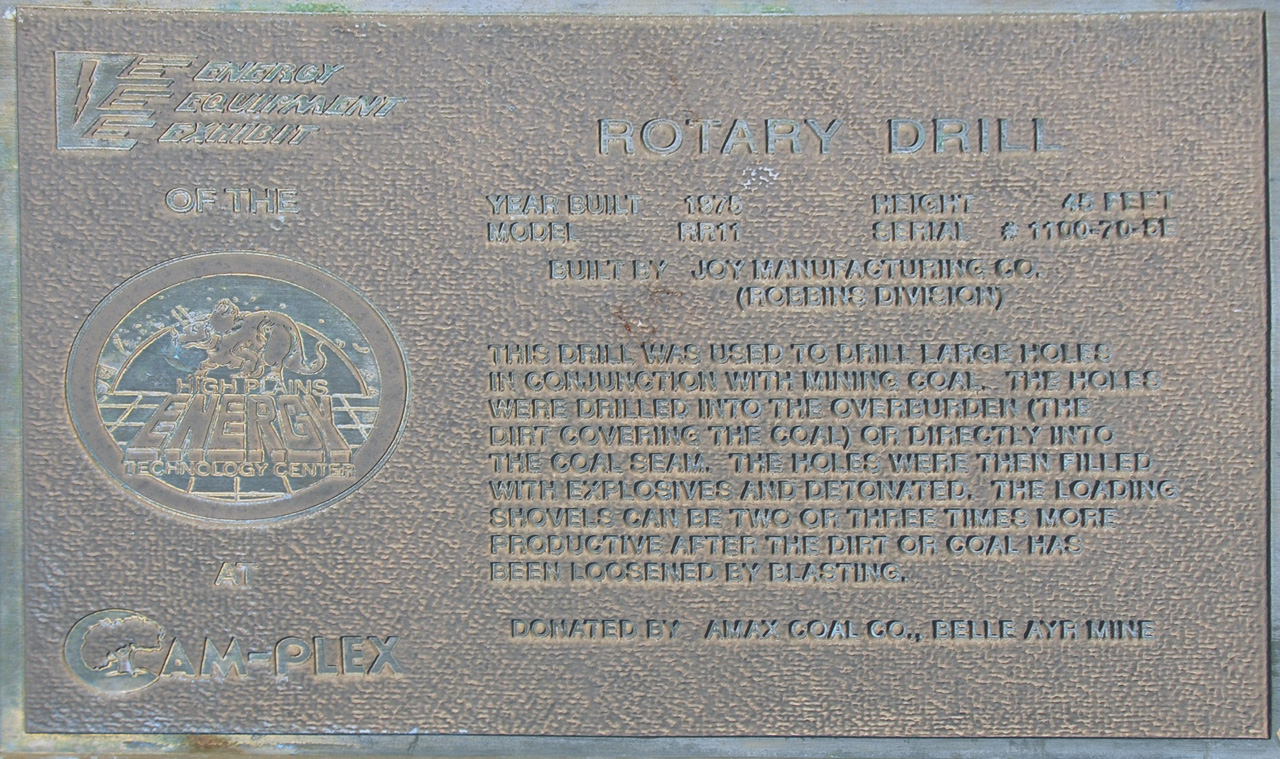 ENERGY
EQUIPMENT
EXHIBIT
OF THE
HIGH PLAINS
ENERGY
TECHNOLOGY CENTER
AT
CAM-PLEX
ROTARY DRILL
YEAR BUILT 1975 HEIGHT 45 FEET
MODEL RR11 SERIAL
BUILT BY JOY MANUFACTURING CO.
(ROBBINS DIVISION)
THIS DRILL WAS USED TO DRILL LARGE HOLES
IN CONJUNCTION WITH MINING COAL. THE HOLES
WERE DRILLED INTO THE OVERBURDEN (THE
DIRT COVERING THE COAL) OR DIRECTLY INTO
THE COAL SEAM. THE HOLES WERE THEN FILLED
WITH EXPLOSIVES AND DETONATED. THE LOADING
SHOVELS CAN BE TWO OR THREE TIMES MORE
PRODUCTIVE AFTER THE DIRT OR COAL HAS
BEEN LOOSENED BY BLASTING.
DONATED BY AMAX COAL CO., BELLE AYR MINE